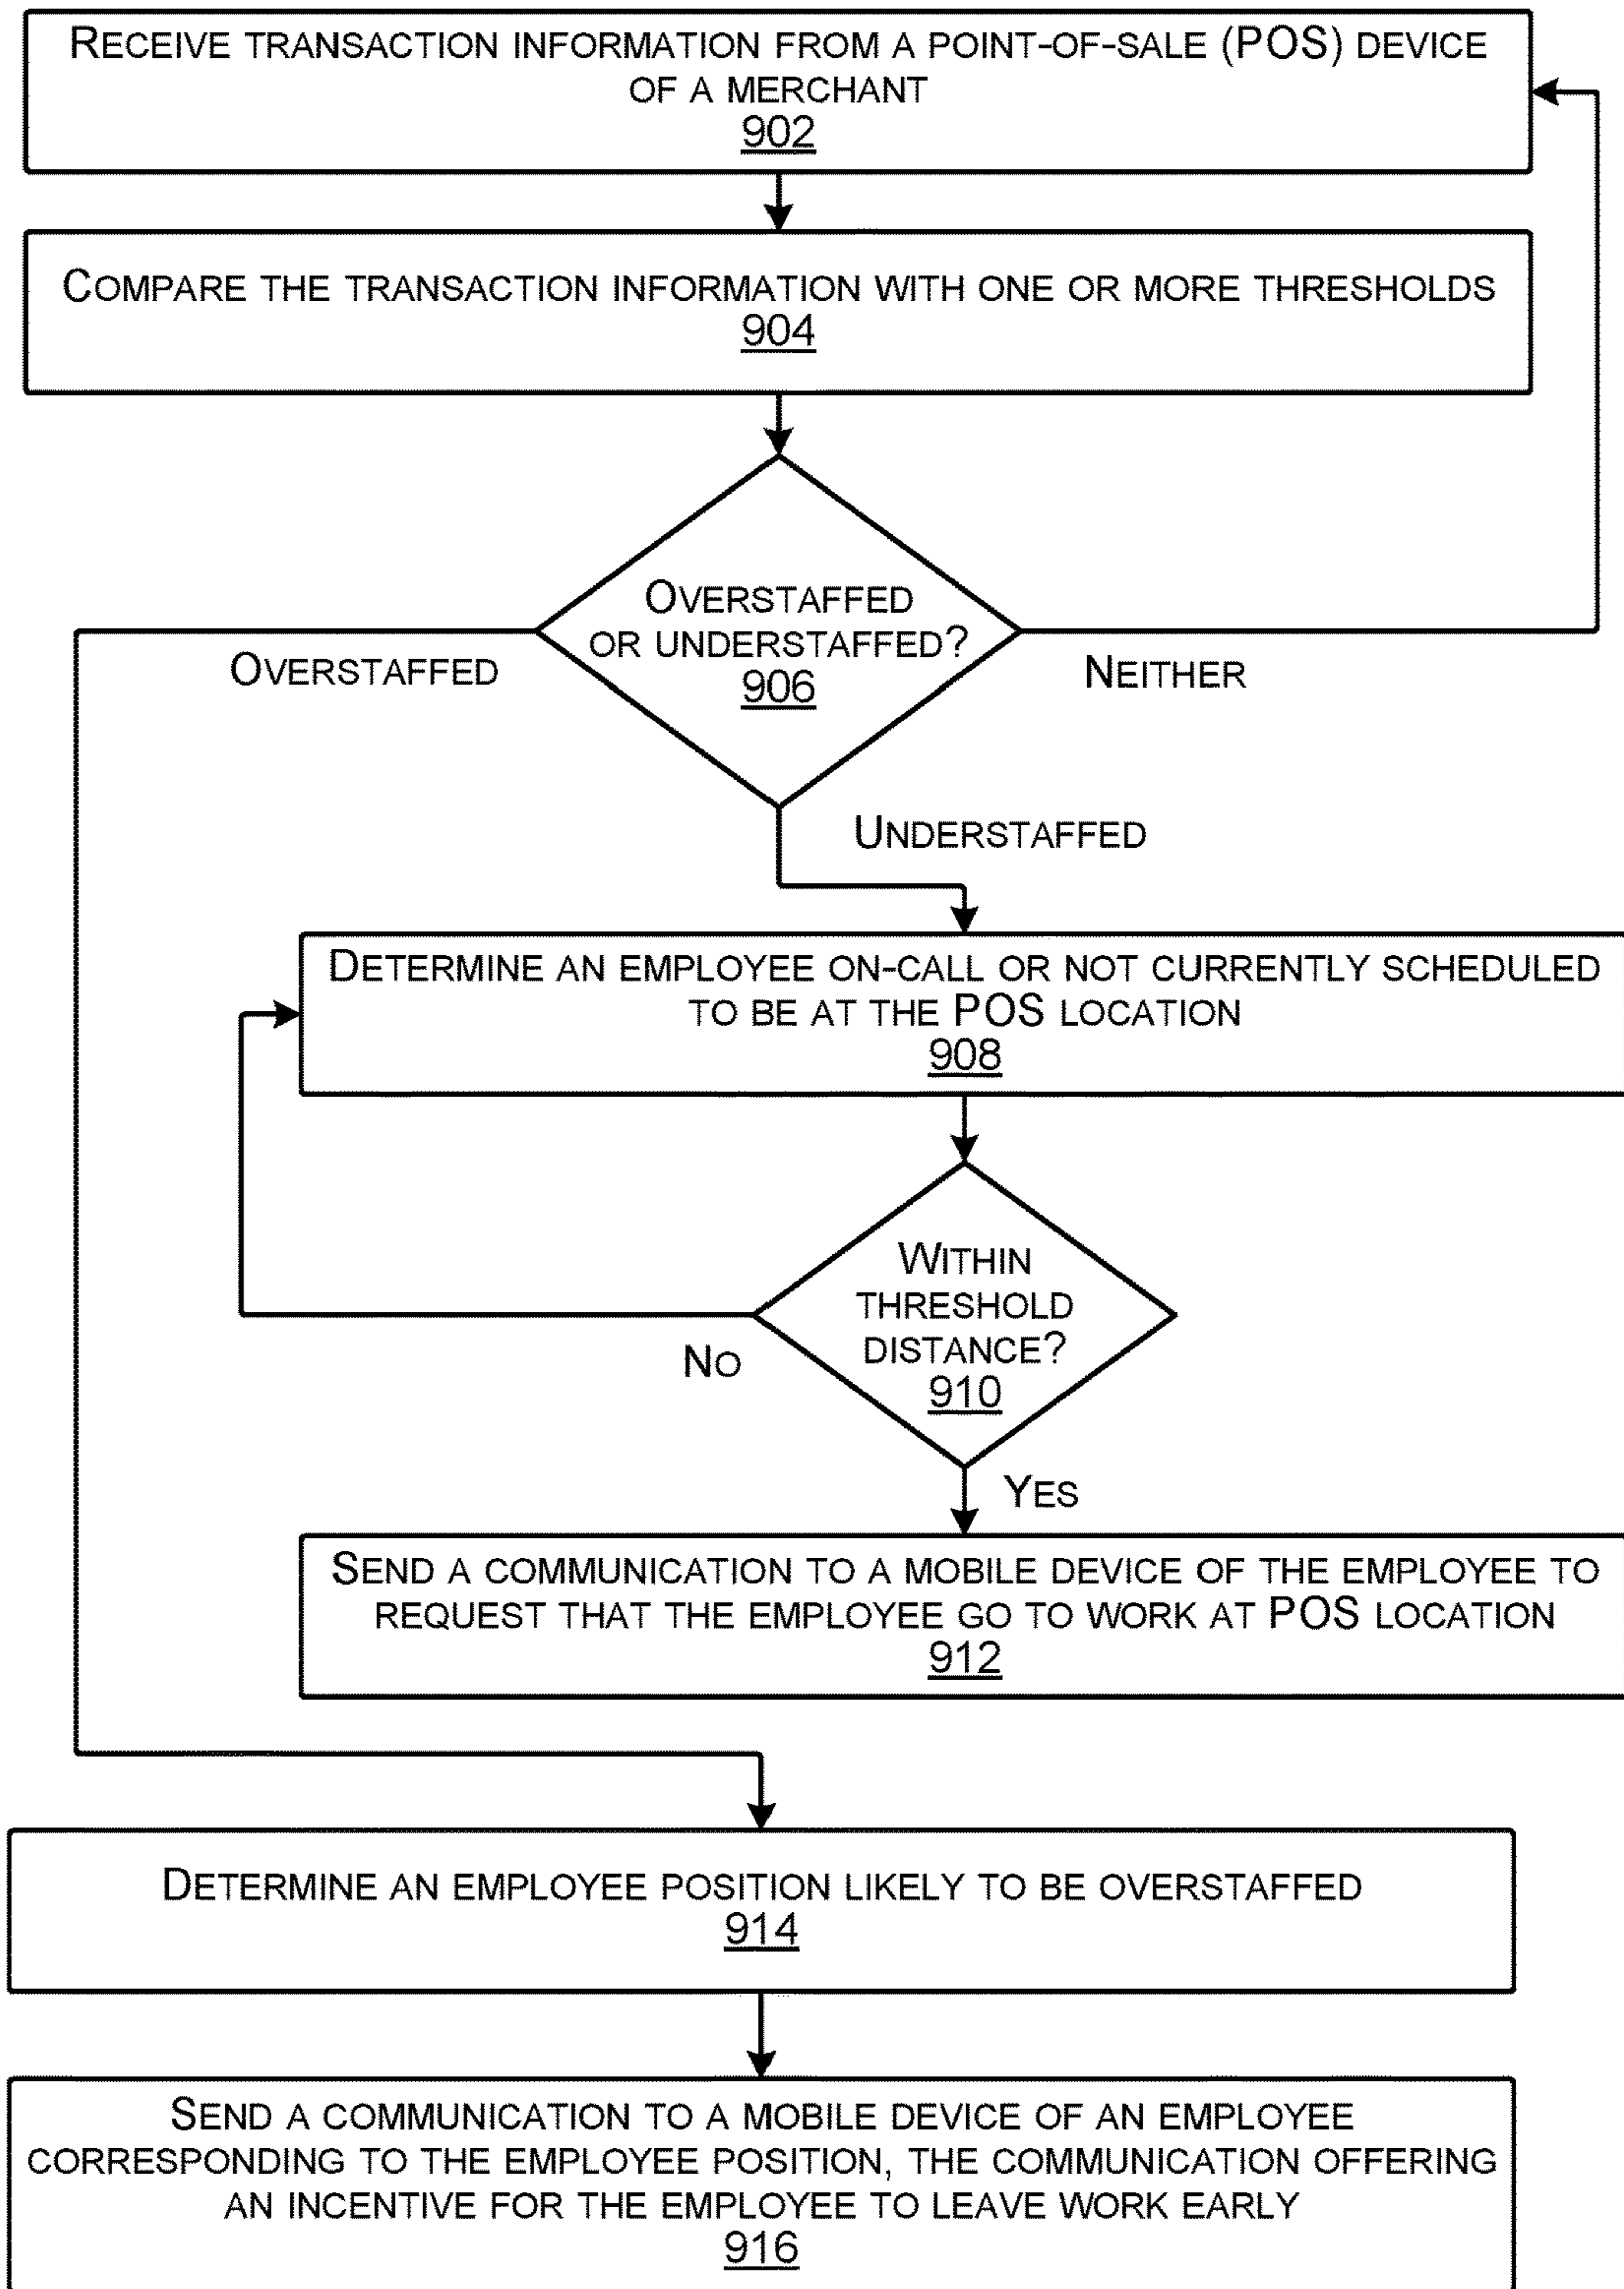 RECEIVE TRANSACTION INFORMATION FROM A POINT-OF-SALE (POS) DEVICE
OF A MERCHANT
902
COMPARE THE TRANSACTION INFORMATION WITH ONE OR MORE THRESHOLDS
904
OVERSTAFFED
OR UNDERSTAFFED?
906
OVERSTAFFED
NEITHER
UNDERSTAFFED
DETERMINE AN EMPLOYEE ON-CALL OR NOT CURRENTLY SCHEDULED
TO BE AT THE POS LOCATION
908
WITHIN
THRESHOLD
DISTANCE?
910
NO
YES
SEND A COMMUNICATION TO A MOBILE DEVICE OF THE EMPLOYEE TO
REQUEST THAT THE EMPLOYEE GO TO WORK AT POS LOCATION
912
DETERMINE AN EMPLOYEE POSITION LIKELY TO BE OVERSTAFFED
914
SEND A COMMUNICATION TO A MOBILE DEVICE OF AN EMPLOYEE
CORRESPONDING TO THE EMPLOYEE POSITION, THE COMMUNICATION OFFERING
AN INCENTIVE FOR THE EMPLOYEE TO LEAVE WORK EARLY
916